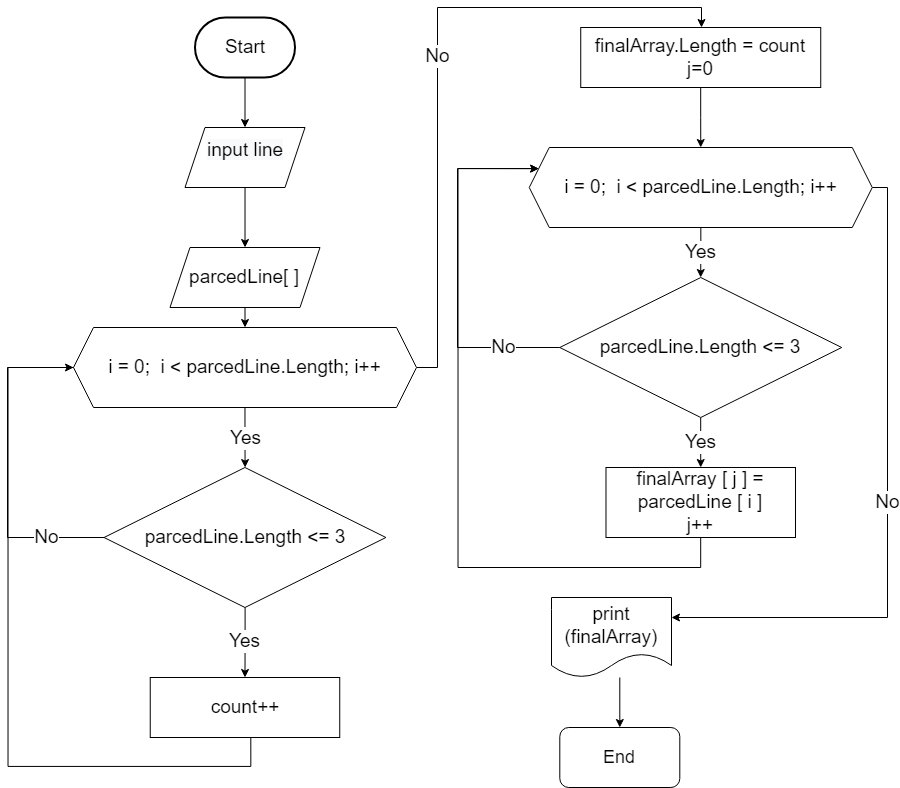 Start
input line
parcedLine[ ]
i = 0;  i < parcedLine.Length; i++
Yes
No
parcedLine.Length <= 3
No
Yes
count++
finalArray.Length = count
j=0
i = 0;  i < parcedLine.Length; i++
Yes
parcedLine.Length <= 3
No
Yes
finalArray [ j ] =
parcedLine [ i ]
j++
No
print
(finalArray)
End